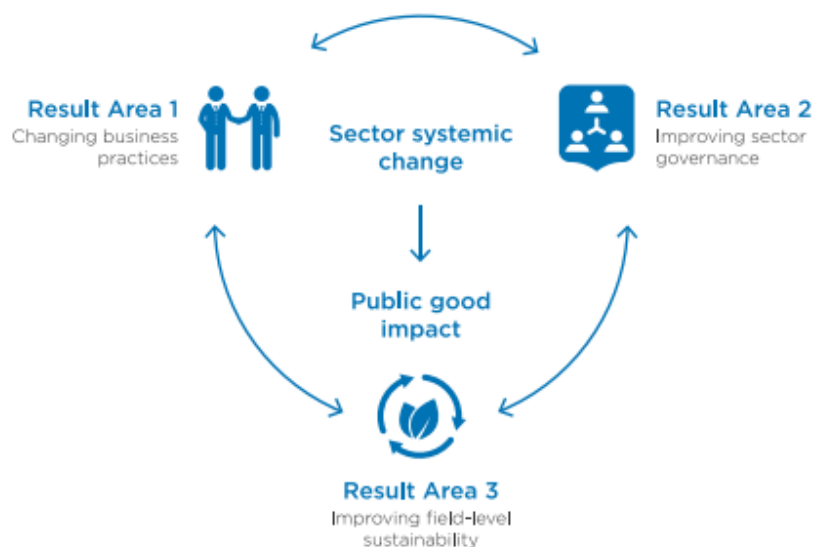 Result Area 1
Changing business
practices
Sector systemic
change
Result Area 2
Improving sector
governance
Public good
impact
Result Area 3
Improving field-level
sustainability